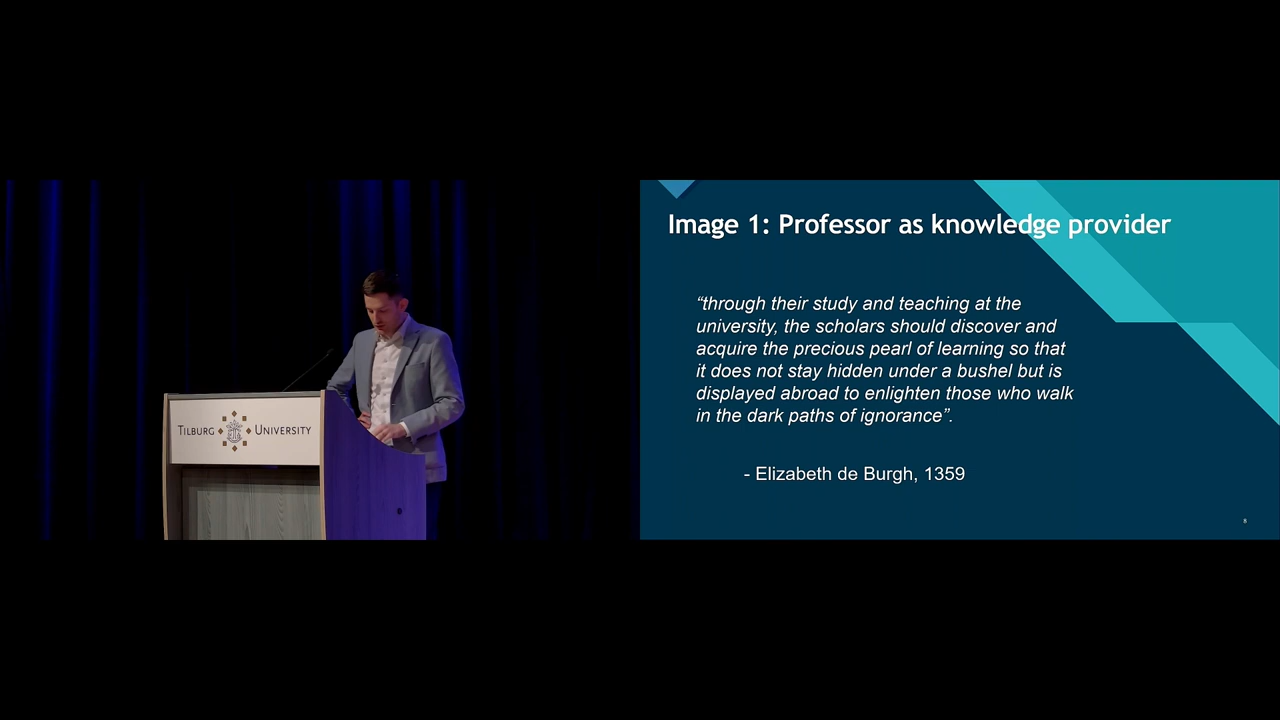 TILBURG UNIVERSITY
Image 1: Professor as knowledge provider
“through their study and teaching at the
university, the scholars should discover and
acquire the precious pearl of learning so that
it does not stay hidden under a bushel but is
displayed abroad to enlighten those who walk
in the dark paths of ignorance”.
- Elizabeth de Burgh, 1359
8